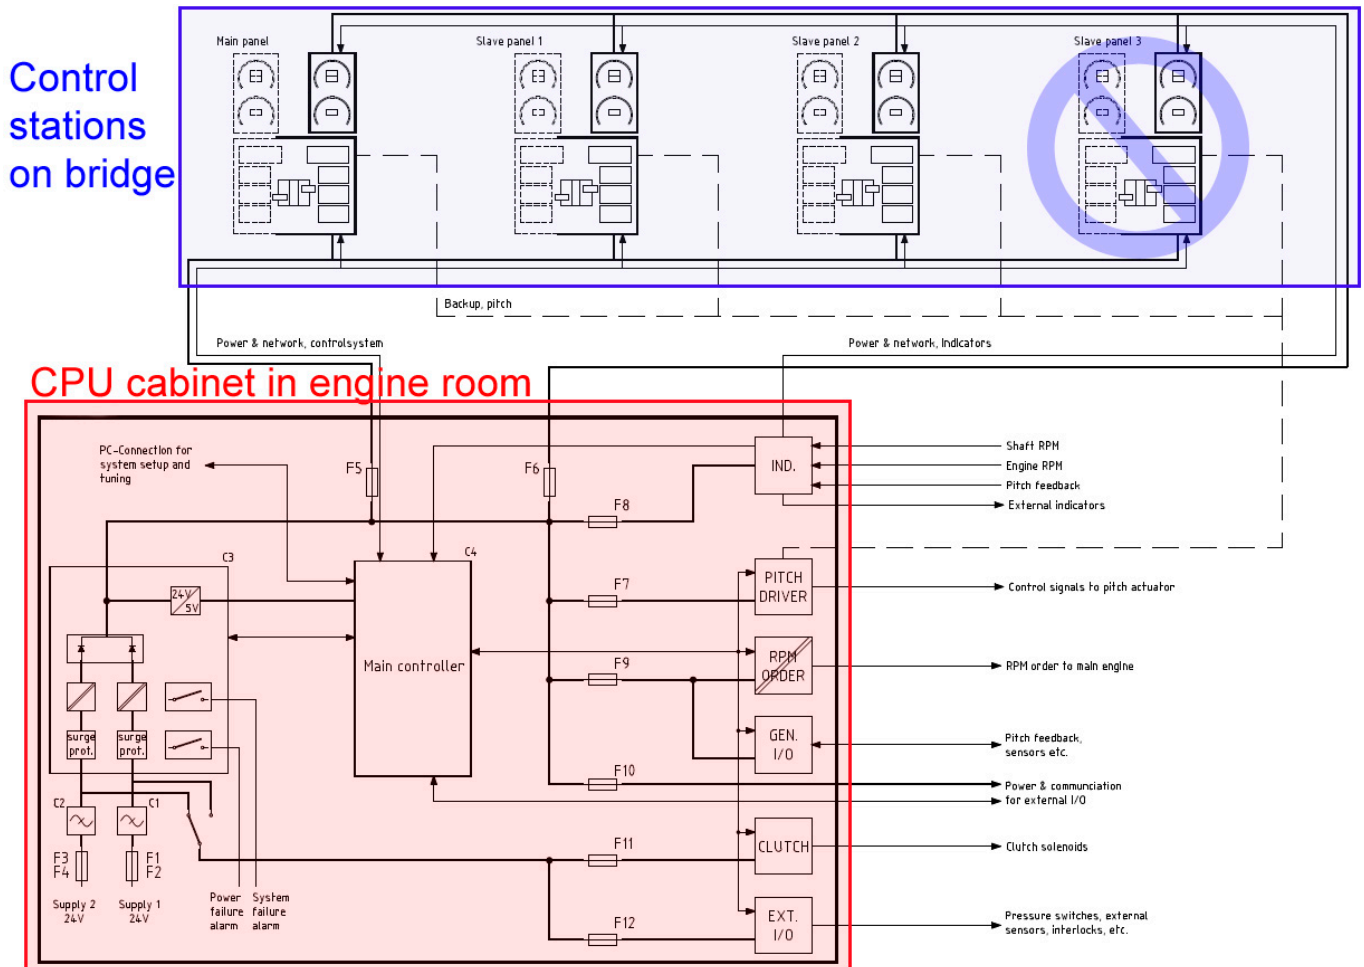 Control
stations
on bridge
Main panel
Slave panel 1
Slave panel 2
Slave panel 3
Backup, pitch
Power & network, controlsystem
Power & network, Indicators
CPU cabinet in engine room
PC-Connection for
system setup and
tuning
F5
F6
F8
IND.
Shaft RPM
Engine RPM
Pitch feedback
External indicators
C3
C4
24V
5V
F7
PITCH
DRIVER
Control signals to pitch actuator
Main controller
F9
RPM
ORDER
RPM order to main engine
surge
prot.
surge
prot.
GEN.
I/O
Pitch feedback,
sensors etc.
F10
Power & communciation
for external I/O
C2
C1
F3
F4
F1
F2
F11
CLUTCH
Clutch solenoids
Supply 2
24V
Supply 1
24V
Power
failure
alarm
System
failure
alarm
F12
EXT.
I/O
Pressure switches, external
sensors, interlocks, etc.